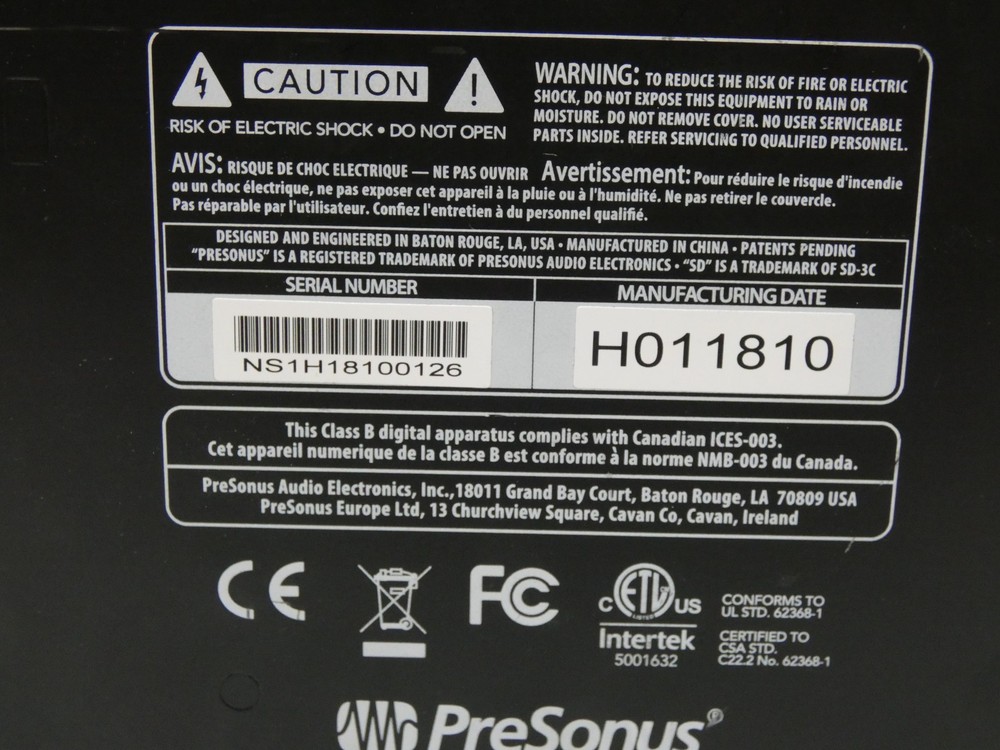 CAUTION
RISK OF ELECTRIC SHOCK • DO NOT OPEN
WARNING: TO REDUCE THE RISK OF FIRE OR ELECTRIC
SHOCK, DO NOT EXPOSE THIS EQUIPMENT TO RAIN OR
MOISTURE. DO NOT REMOVE COVER. NO USER SERVICEABLE
PARTS INSIDE. REFER SERVICING TO QUALIFIED PERSONNEL.
AVIS: RISQUE DE CHOC ELECTRIQUE — NE PAS OUVRIR Avertissement: Pour réduire le risque d'incendie
ou un choc électrique, ne pas exposer cet appareil à la pluie ou à l'humidité. Ne pas retirer le couvercle.
Pas réparable par l'utilisateur. Confiez l'entretien à du personnel qualifié.
DESIGNED AND ENGINEERED IN BATON ROUGE, LA, USA • MANUFACTURED IN CHINA • PATENTS PENDING
“PRESONUS” IS A REGISTERED TRADEMARK OF PRESONUS AUDIO ELECTRONICS • “SD” IS A TRADEMARK OF SD-3C
SERIAL NUMBER
NS1H18100126
MANUFACTURING DATE
H011810
This Class B digital apparatus complies with Canadian ICES-003.
Cet appareil numerique de la classe B est conforme à la norme NMB-003 du Canada.
PreSonus Audio Electronics, Inc.,18011 Grand Bay Court, Baton Rouge, LA 70809 USA
PreSonus Europe Ltd, 13 Churchview Square, Cavan Co, Cavan, Ireland
CE
FC
C ETL US
LISTED
Intertek
5001632
CONFORMS TO
UL STD. 62368-1
CERTIFIED TO
CSA STD.
C22.2 No. 62368-1
PreSonus®